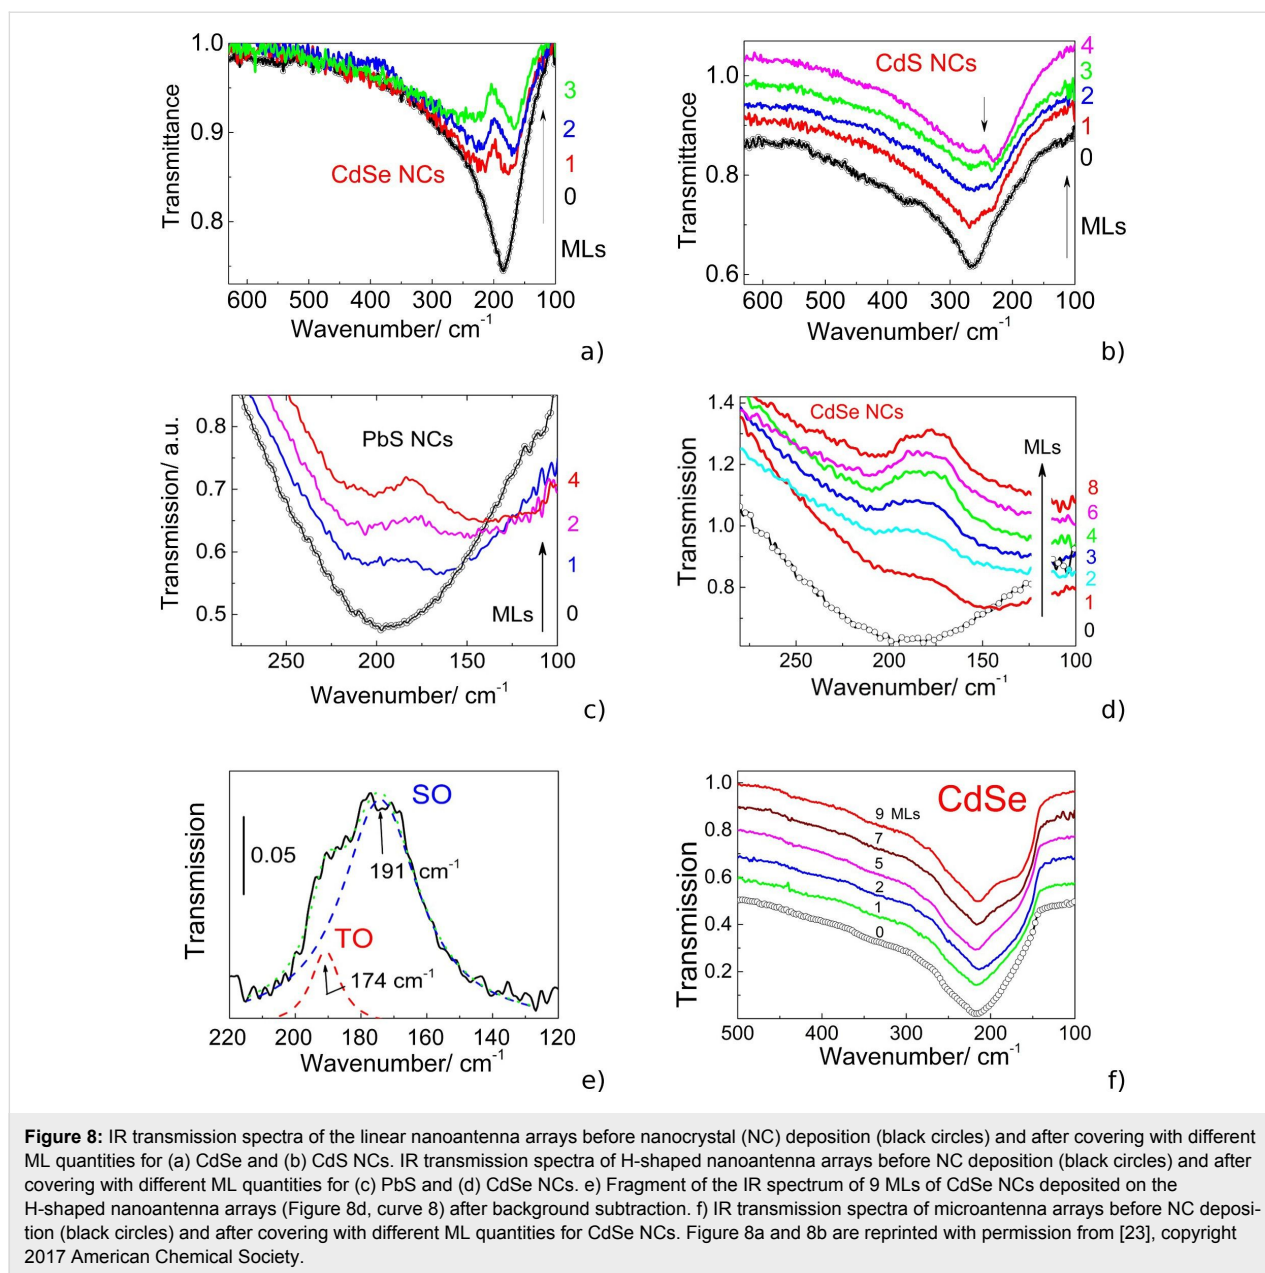 1.0
0.9
0.8
Transmittance
CdSe NCs
3
2
1
0
MLs
600 500 400 300 200 100
Wavenumber/ cm-1
a)
1.0
0.8
0.6
Transmittance
CdS NCs
4
3
2
1
0
MLs
600 500 400 300 200 100
Wavenumber/ cm-1
b)
0.8
0.7
0.6
0.5
Transmission/ a.u.
PbS NCs
4
2
1
0
MLs
250 200 150 100
Wavenumber/ cm-1
c)
1.4
1.2
1.0
0.8
Transmission
CdSe NCs
MLs
8
6
4
3
2
1
0
250 200 150 100
Wavenumber/ cm-1
d)
Transmission
0.05
SO
191 cm-1
TO
174 cm-1
220 200 180 160 140 120
Wavenumber/ cm-1
e)
1.0
0.8
0.6
0.4
0.2
Transmission
CdSe
9 MLs
7
5
2
1
0
500 400 300 200 100
Wavenumber/ cm-1
f)
Figure 8: IR transmission spectra of the linear nanoantenna arrays before nanocrystal (NC) deposition (black circles) and after covering with different
ML quantities for (a) CdSe and (b) CdS NCs. IR transmission spectra of H-shaped nanoantenna arrays before NC deposition (black circles) and after
covering with different ML quantities for (c) PbS and (d) CdSe NCs. e) Fragment of the IR spectrum of 9 MLs of CdSe NCs deposited on the
H-shaped nanoantenna arrays (Figure 8d, curve 8) after background subtraction. f) IR transmission spectra of microantenna arrays before NC deposi-
tion (black circles) and after covering with different ML quantities for CdSe NCs. Figure 8a and 8b are reprinted with permission from [23], copyright
2017 American Chemical Society.